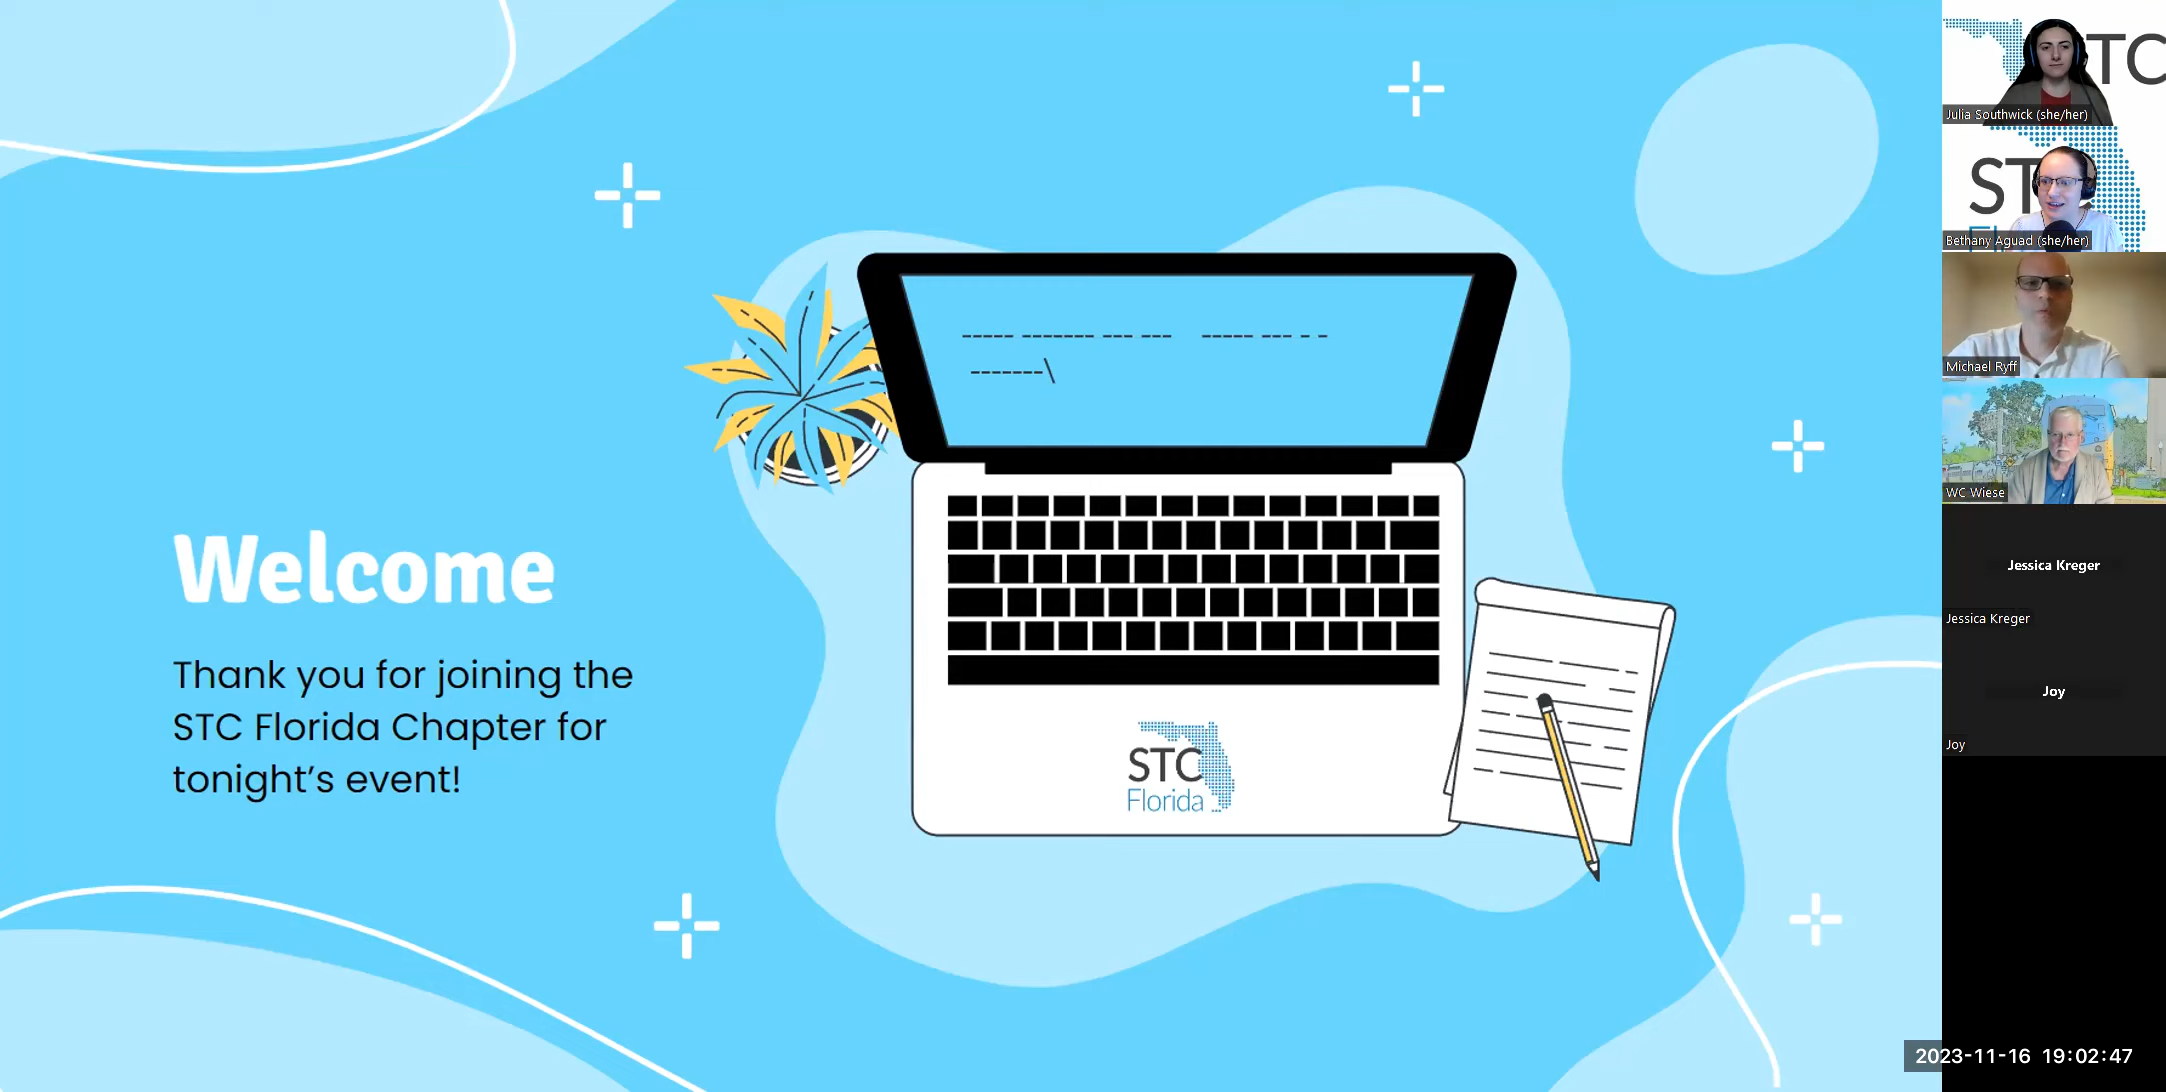 Welcome
Thank you for joining the
STC Florida Chapter for
tonight's event!
STC
Florida
TC
Julia Southwick (she/her)
Bethany Aguad (she/her)
Michael Ryff
WC Wiese
Jessica Kreger
Jessica Kreger
Joy
Joy
2023-11-16 19:02:47